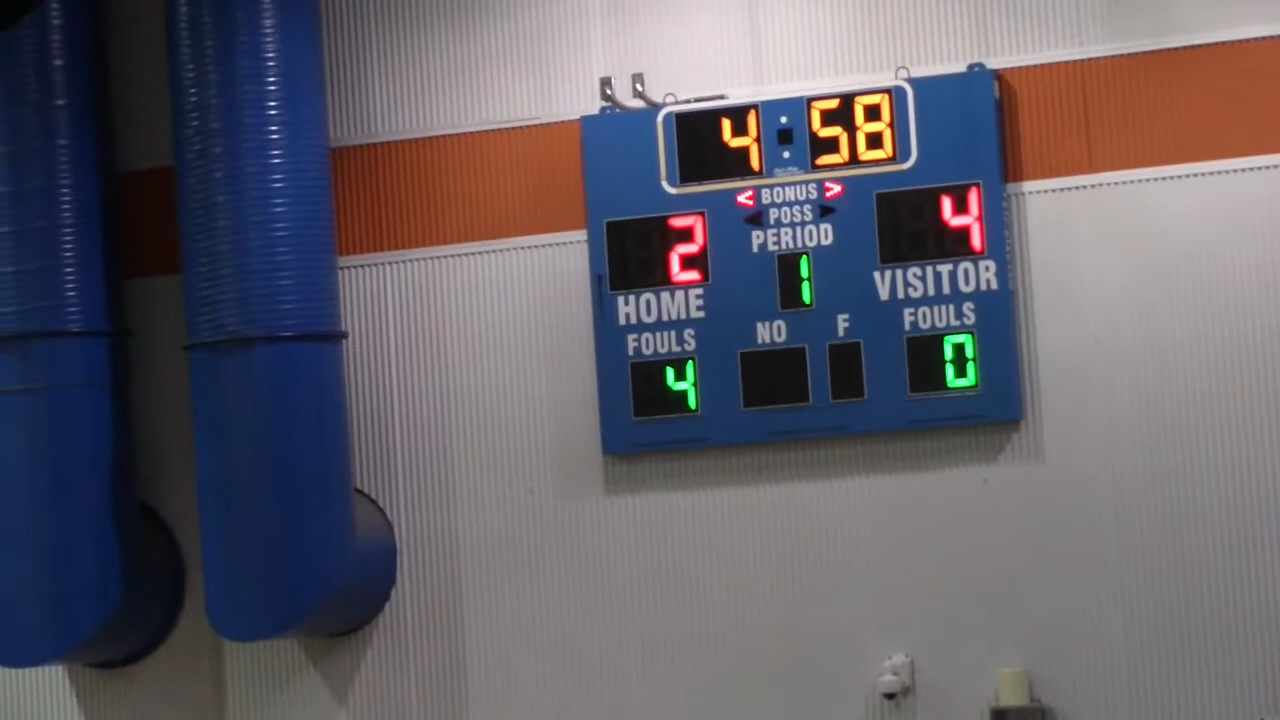 4:58
< BONUS >
POSS
PERIOD
2 1 4
HOME VISITOR
FOULS NO F FOULS
4 0